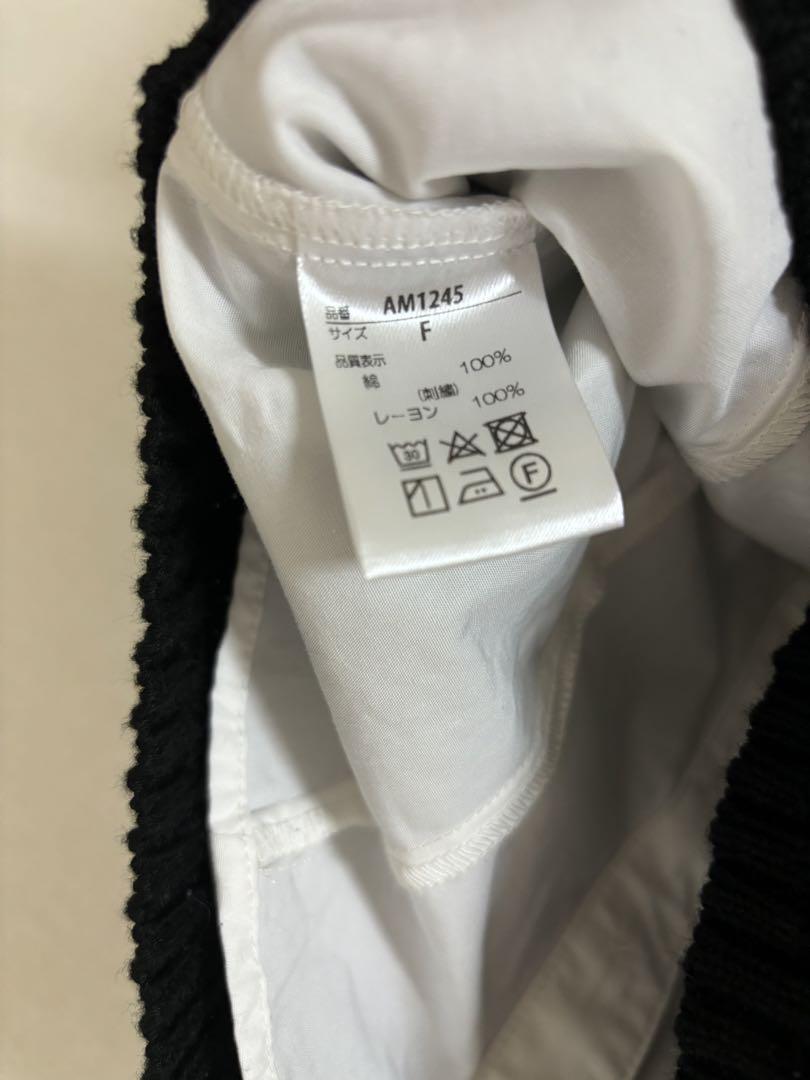 品番 AM1245
サイズ F
品質表示
綿 100%
(刺繍)
レーヨン 100%
30
F